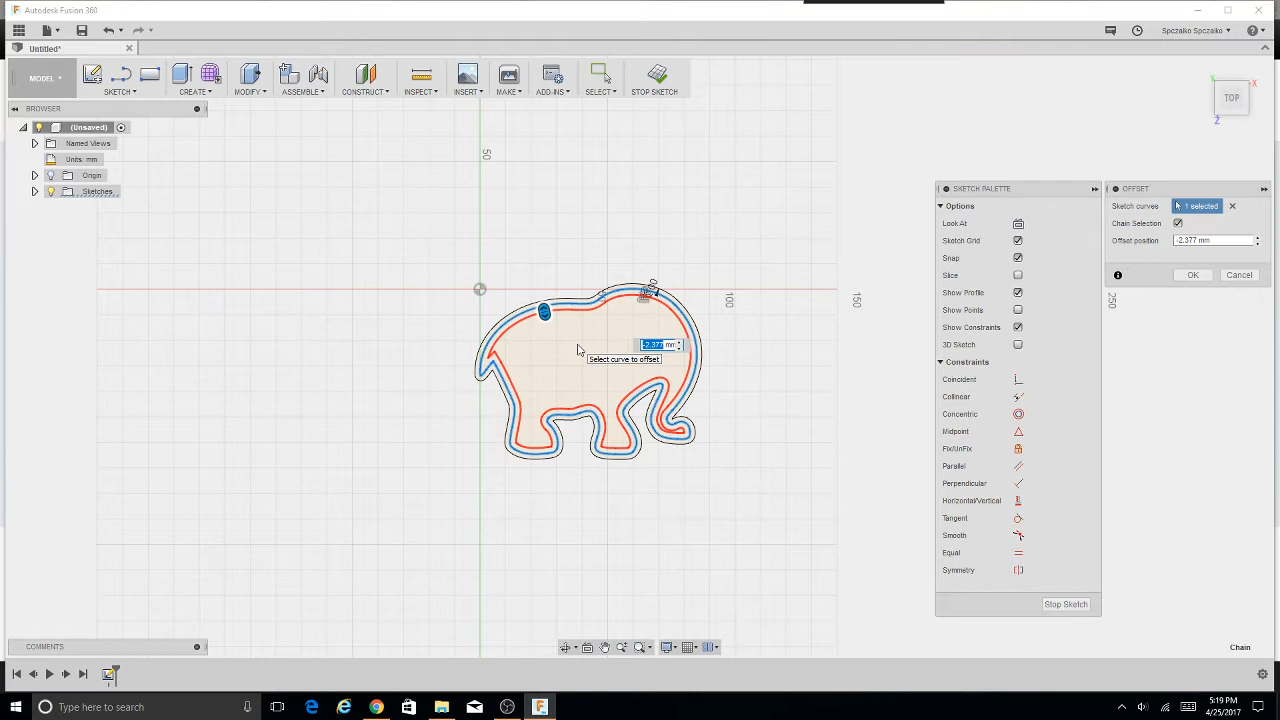 Autodesk Fusion 360
Spczaiko Spczaiko
Untitled*
MODEL
SKETCH
CREATE
MODIFY
ASSEMBLE
CONSTRUCT
INSPECT
INSERT
MAKE
ADD-INS
SELECT
STOP SKETCH
BROWSER
(Unsaved)
Named Views
Units: mm
Origin
Sketches
TOP
X
Z
50
100
150
250
-2.377 mm
Select curve to offset
SKETCH PALETTE
Options
Look At
Sketch Grid
Snap
Slice
Show Profile
Show Points
Show Constraints
3D Sketch
Constraints
Coincident
Collinear
Concentric
Midpoint
Fix/UnFix
Parallel
Perpendicular
Horizontal/Vertical
Tangent
Smooth
Equal
Symmetry
Stop Sketch
OFFSET
Sketch curves 1 selected
Chain Selection
Offset position -2.377 mm
OK Cancel
Chain
COMMENTS
Type here to search
5:19 PM
4/25/2017